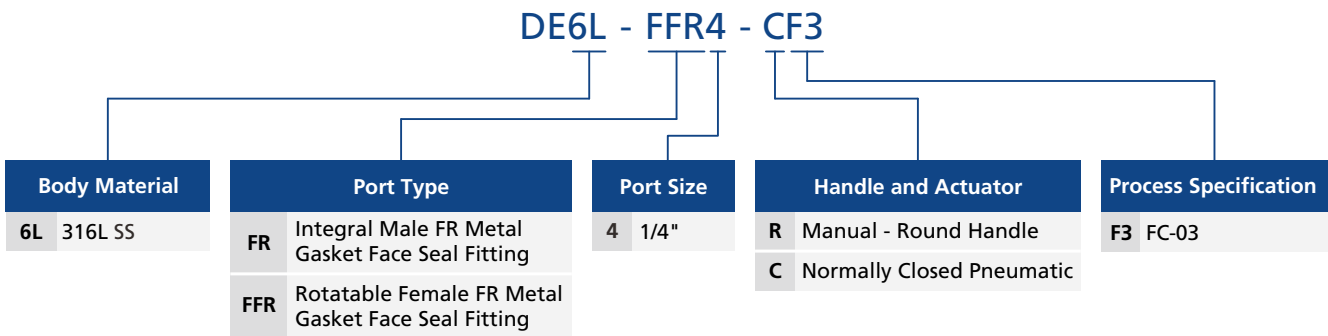 DE6L - FFR4 - CF3
Body Material
6L 316L SS
Port Type
FR Integral Male FR Metal
Gasket Face Seal Fitting
FFR Rotatable Female FR Metal
Gasket Face Seal Fitting
Port Size
4 1/4"
Handle and Actuator
R Manual - Round Handle
C Normally Closed Pneumatic
Process Specification
F3 FC-03